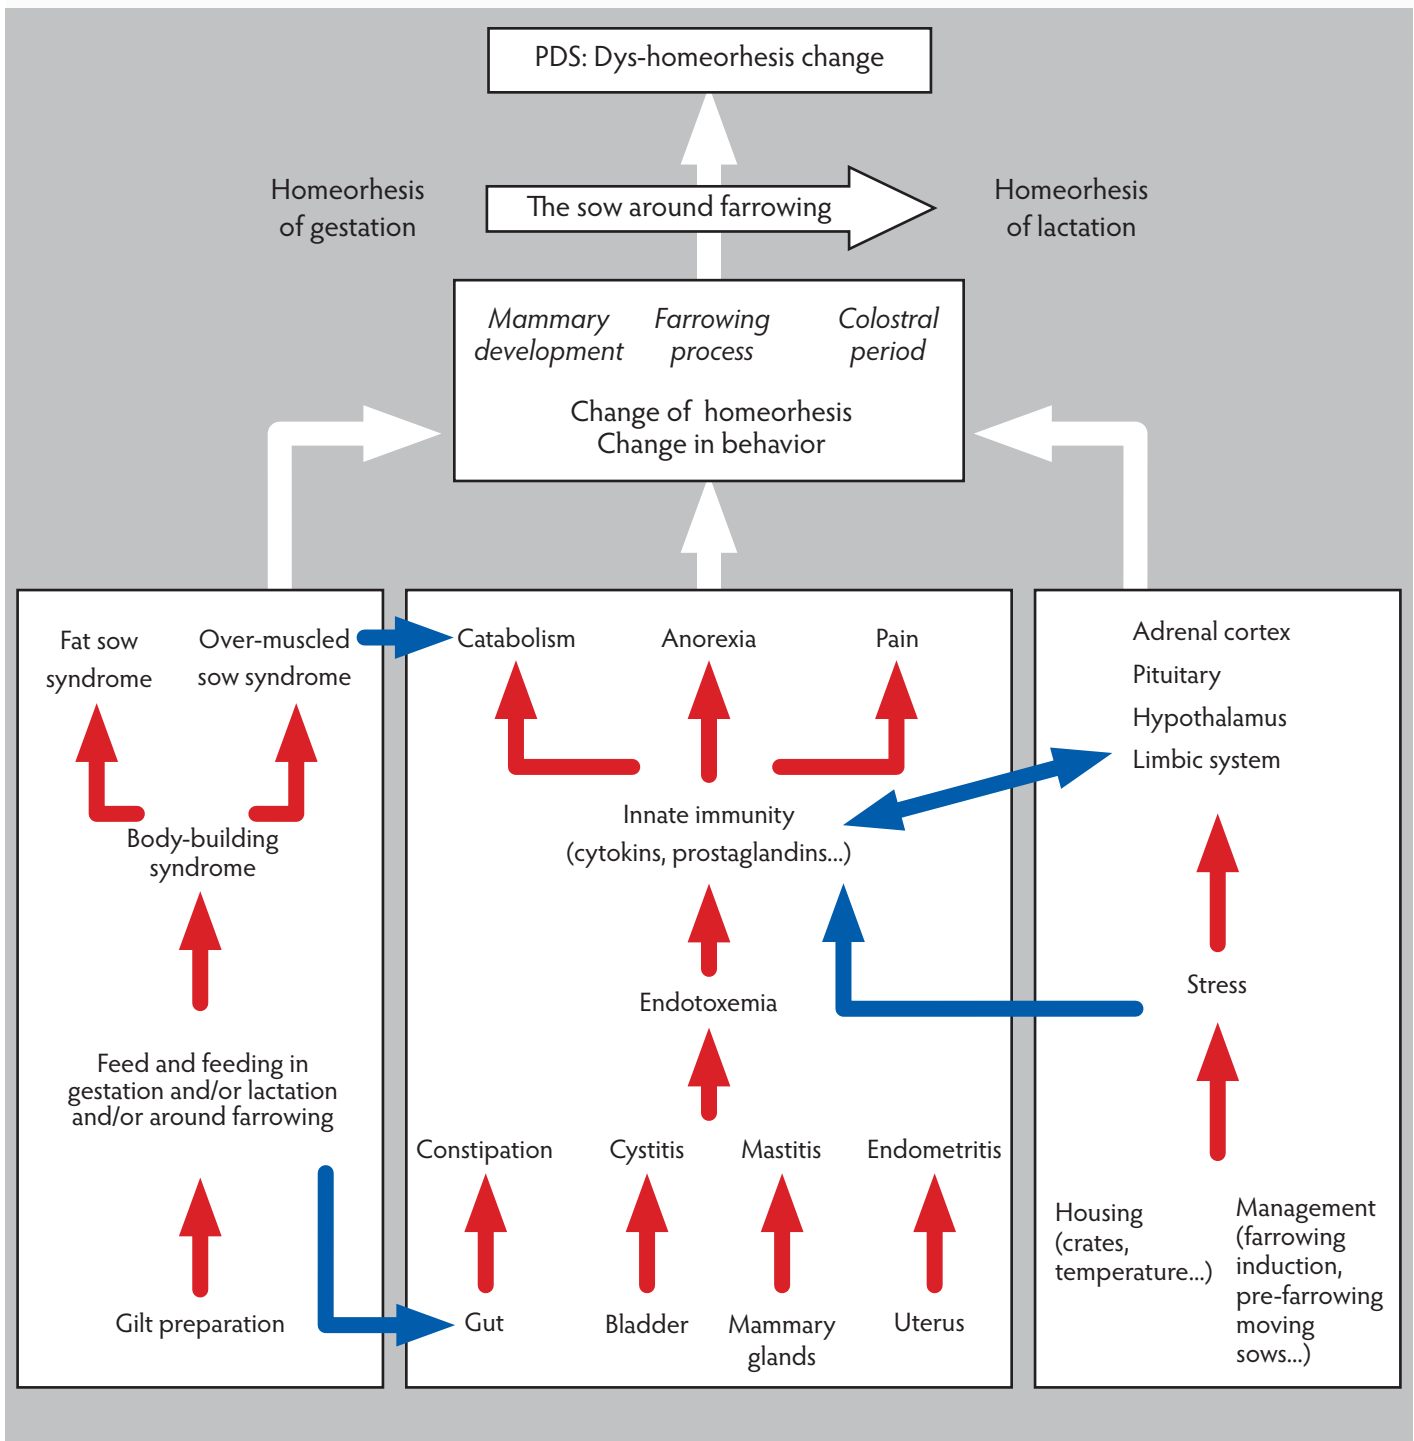 PDS: Dys-homeorhesis change
Homeorhesis
of gestation
The sow around farrowing
Homeorhesis
of lactation
Mammary
development
Farrowing
process
Colostral
period
Change of homeorhesis
Change in behavior
Fat sow
syndrome
Over-muscled
sow syndrome
Body-building
syndrome
Feed and feeding in
gestation and/or lactation
and/or around farrowing
Gilt preparation
Catabolism
Anorexia
Pain
Innate immunity
(cytokins, prostaglandins...)
Endotoxemia
Constipation
Cystitis
Mastitis
Endometritis
Gut
Bladder
Mammary
glands
Uterus
Adrenal cortex
Pituitary
Hypothalamus
Limbic system
Stress
Housing
(crates,
temperature...)
Management
(farrowing
induction,
pre-farrowing
moving
sows...)